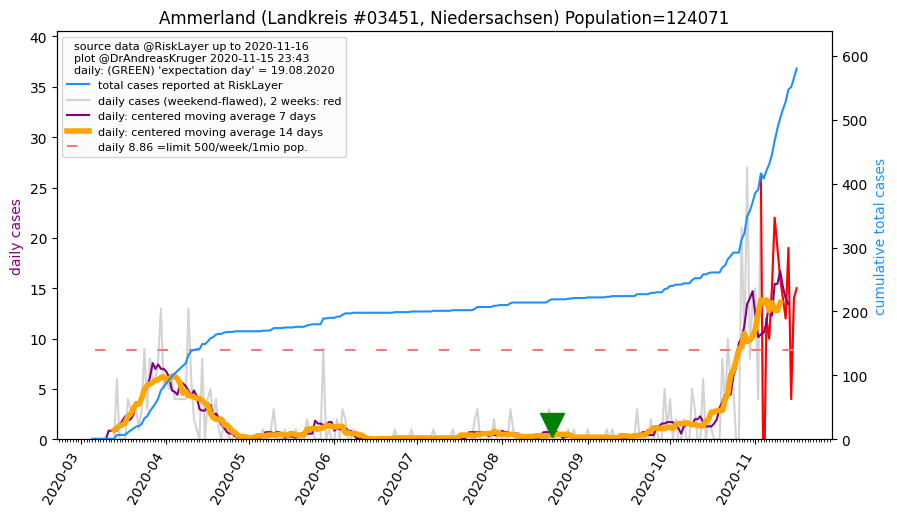 Ammerland (Landkreis #03451, Niedersachsen) Population=124071
source data @RiskLayer up to 2020-11-16
plot @DrAndreasKruger 2020-11-15 23:43
daily: (GREEN) 'expectation day' = 19.08.2020
total cases reported at RiskLayer
daily cases (weekend-flawed), 2 weeks: red
daily: centered moving average 7 days
daily: centered moving average 14 days
daily 8.86 =limit 500/week/1mio pop.
daily cases
40
35
30
25
20
15
10
5
0
cumulative total cases
600
500
400
300
200
100
0
2020-03
2020-04
2020-05
2020-06
2020-07
2020-08
2020-09
2020-10
2020-11